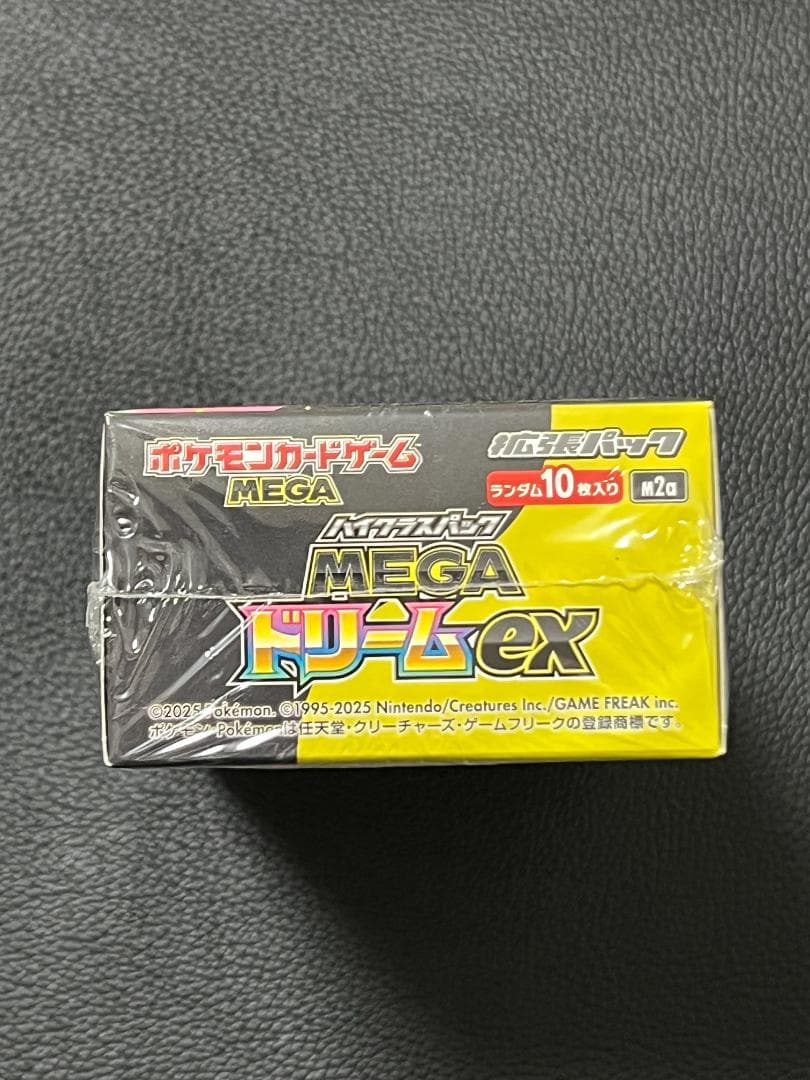 ポケモンカードゲーム
MEGA
拡張パック
ランダム10枚入り M2a
ハイクラスパック
MEGA
ドリームex
©2025 Pokémon. ©1995-2025 Nintendo/Creatures Inc./GAME FREAK inc.
ポケモン・Pokémonは任天堂・クリーチャーズ・ゲームフリークの登録商標です。